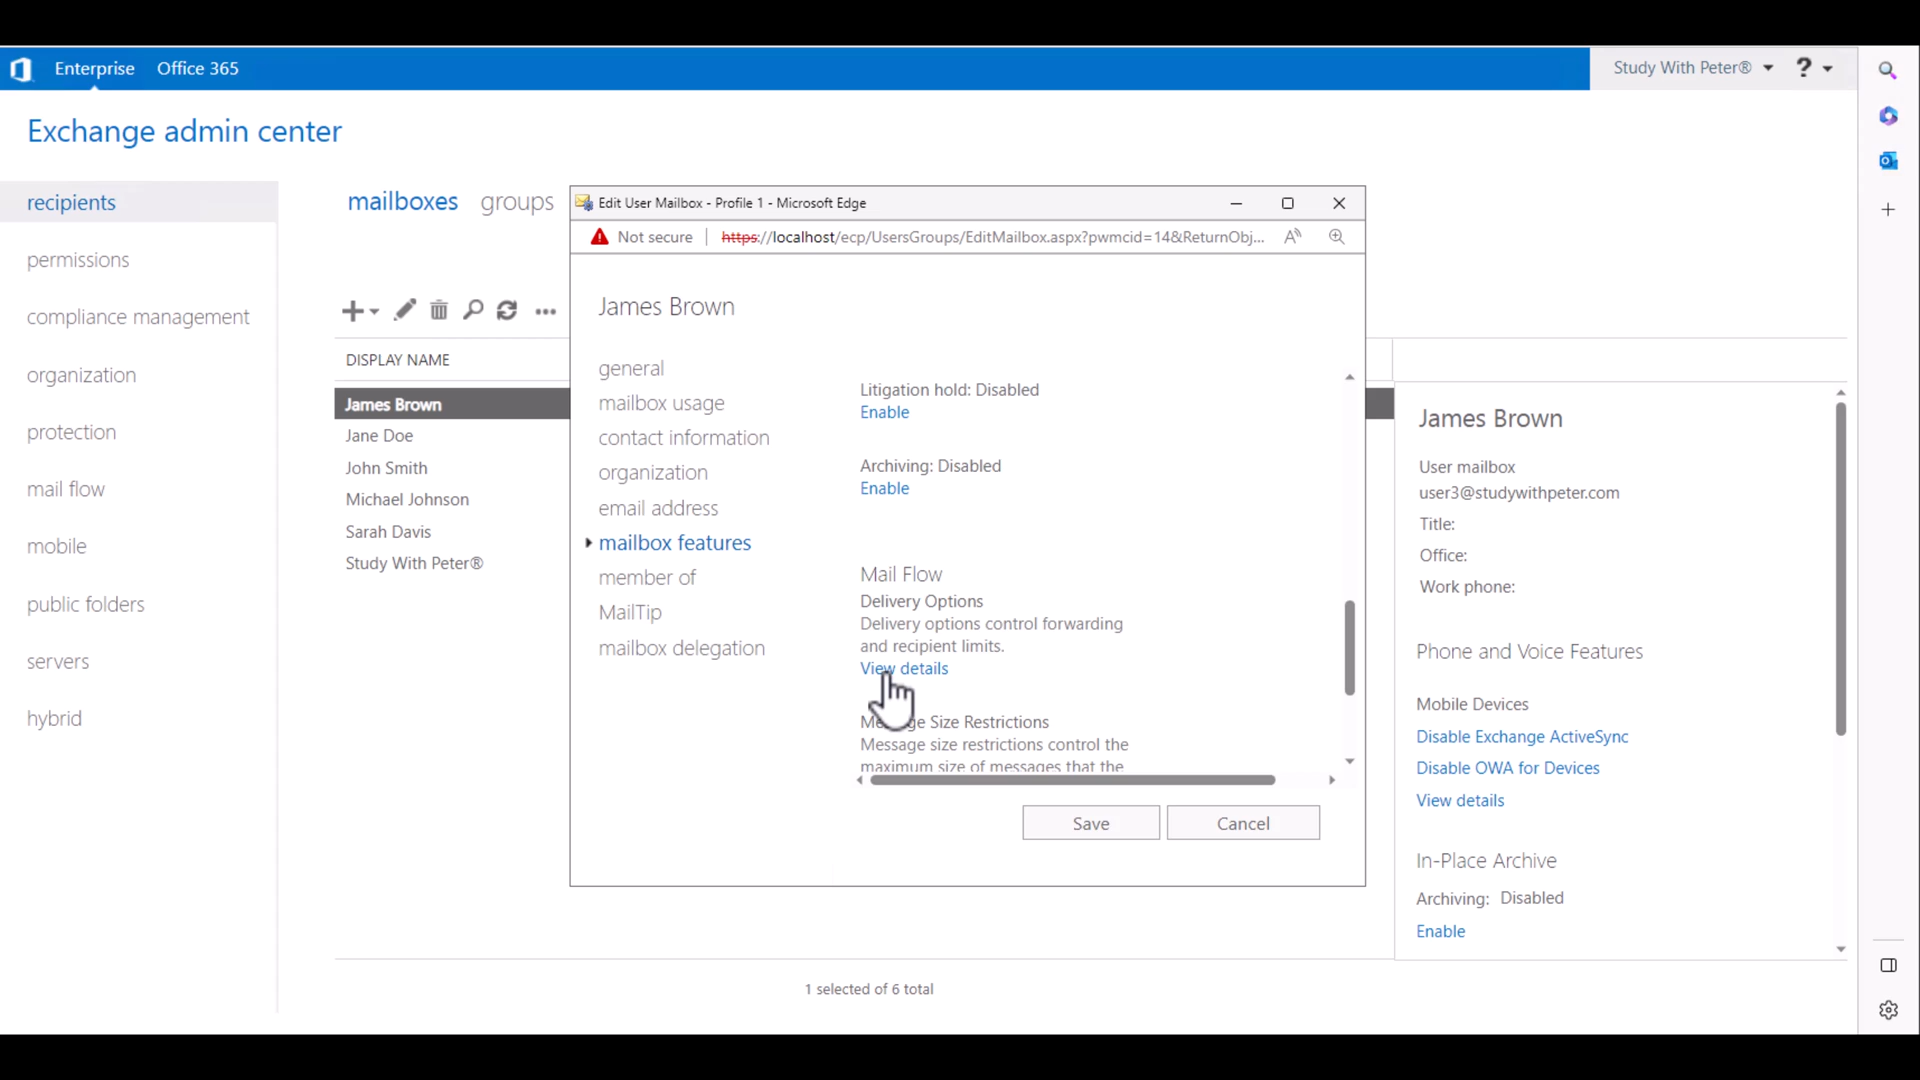 Enterprise Office 365
Study With Peter® ?
Exchange admin center
recipients
permissions
compliance management
organization
protection
mail flow
mobile
public folders
servers
hybrid
mailboxes groups
DISPLAY NAME
James Brown
Jane Doe
John Smith
Michael Johnson
Sarah Davis
Study With Peter®
1 selected of 6 total
Edit User Mailbox - Profile 1 - Microsoft Edge
Not secure https://localhost/ecp/UsersGroups/EditMailbox.aspx?pwmcid=14&ReturnObj...
James Brown
general
mailbox usage
contact information
organization
email address
mailbox features
member of
MailTip
mailbox delegation
Litigation hold: Disabled
Enable
Archiving: Disabled
Enable
Mail Flow
Delivery Options
Delivery options control forwarding
and recipient limits.
View details
Size Restrictions
Message size restrictions control the
maximum size of messages that the
Save Cancel
James Brown
User mailbox
user3@studywithpeter.com
Title:
Office:
Work phone:
Phone and Voice Features
Mobile Devices
Disable Exchange ActiveSync
Disable OWA for Devices
View details
In-Place Archive
Archiving: Disabled
Enable